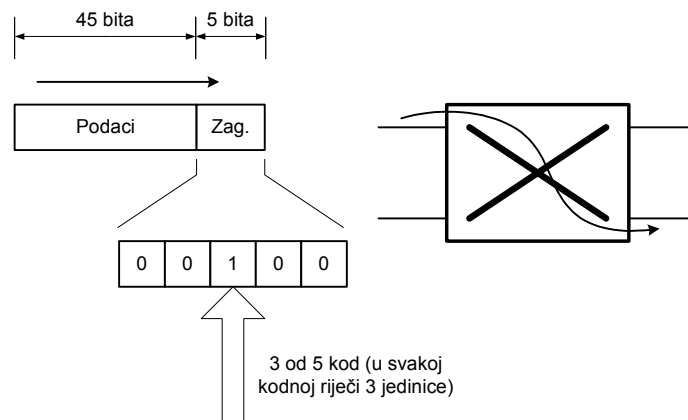 45 bita
5 bita
Podaci
Zag.
0 0 1 0 0
3 od 5 kod (u svakoj
kodnoj riječi 3 jedinice)